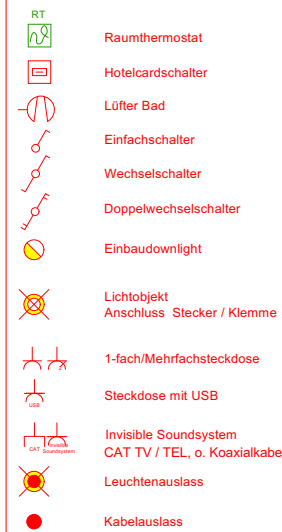 RT
Raumthermostat
Hotelcardschalter
Lüfter Bad
Einfachschalter
Wechselschalter
Doppelwechselschalter
Einbaudownlight
Lichtobjekt
Anschluss Stecker / Klemme
1-fach/Mehrfachsteckdose
Steckdose mit USB
USB
Invisible Soundsystem
CAT
Invisible
Soundsystem
CAT TV / TEL, o. Koaxialkabe
Leuchtenauslass
Kabelauslass